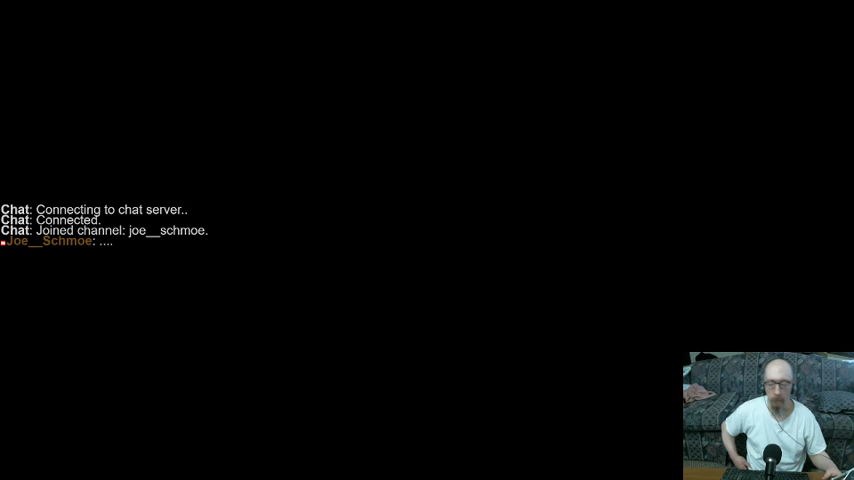 Chat: Connecting to chat server..
Chat: Connected.
Chat: Joined channel: joe__schmoe.
Joe__Schmoe: ....